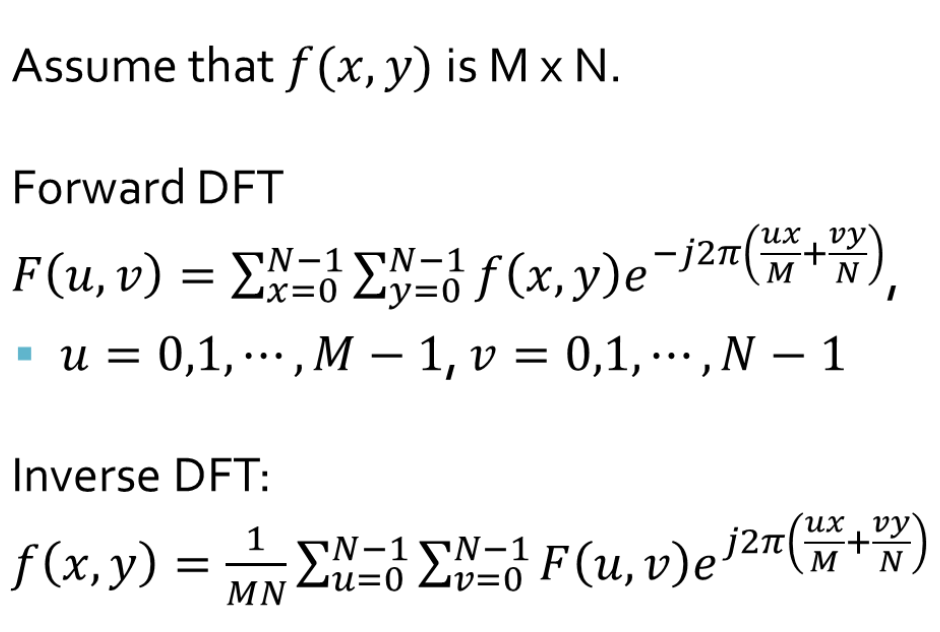 Assume that f(x, y) is M x N.
Forward DFT
F(u, v) = ∑_{x=0}^{N−1} ∑_{y=0}^{N−1} f(x, y)e^{−j2π(ux/M + vy/N)},
▪ u = 0,1, ⋯ , M − 1, v = 0,1, ⋯ , N − 1
Inverse DFT:
f(x, y) = 1/MN ∑_{u=0}^{N−1} ∑_{v=0}^{N−1} F(u, v)e^{j2π(ux/M + vy/N)}